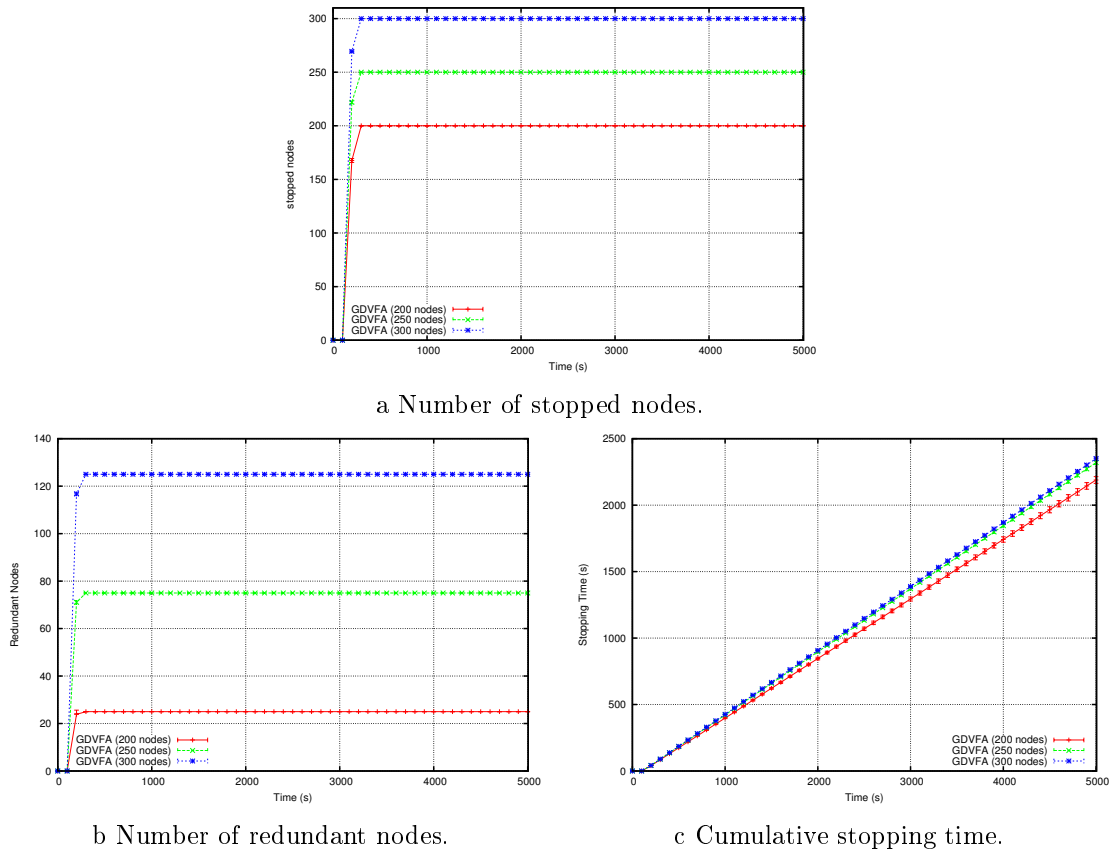 300
250
200
150
100
50
0
stopped nodes
GDVFA (200 nodes)
GDVFA (250 nodes)
GDVFA (300 nodes)
0 1000 2000 3000 4000 5000
Time (s)
a Number of stopped nodes.
140
120
100
80
60
40
20
0
Redundant Nodes
GDVFA (200 nodes)
GDVFA (250 nodes)
GDVFA (300 nodes)
0 1000 2000 3000 4000 5000
Time (s)
b Number of redundant nodes.
2500
2000
1500
1000
500
0
Stopping Time (s)
GDVFA (200 nodes)
GDVFA (250 nodes)
GDVFA (300 nodes)
0 1000 2000 3000 4000 5000
Time (s)
c Cumulative stopping time.